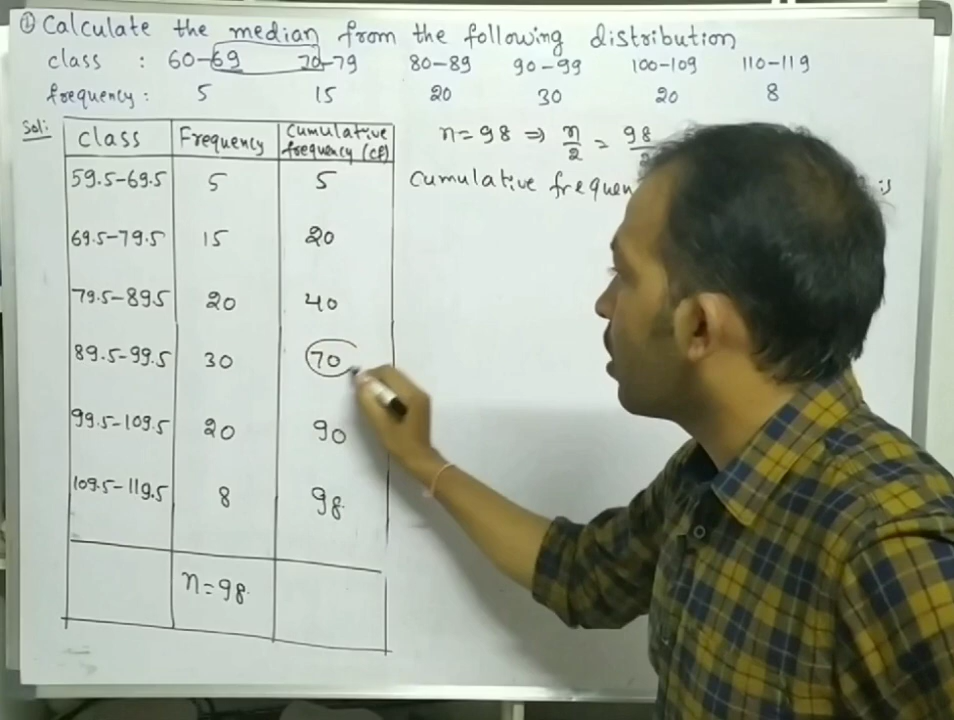 ① Calculate the median from the following distribution
class : 60-69 70-79 80-89 90-99 100-109 110-119
frequency: 5 15 20 30 20 8
Sol:
Class Frequency Cumulative frequency (CF)
59.5-69.5 5 5
69.5-79.5 15 20
79.5-89.5 20 40
89.5-99.5 30 70
99.5-109.5 20 90
109.5-119.5 8 98
n=98
n=98 ⇒ n/2 = 98/2
Cumulative is